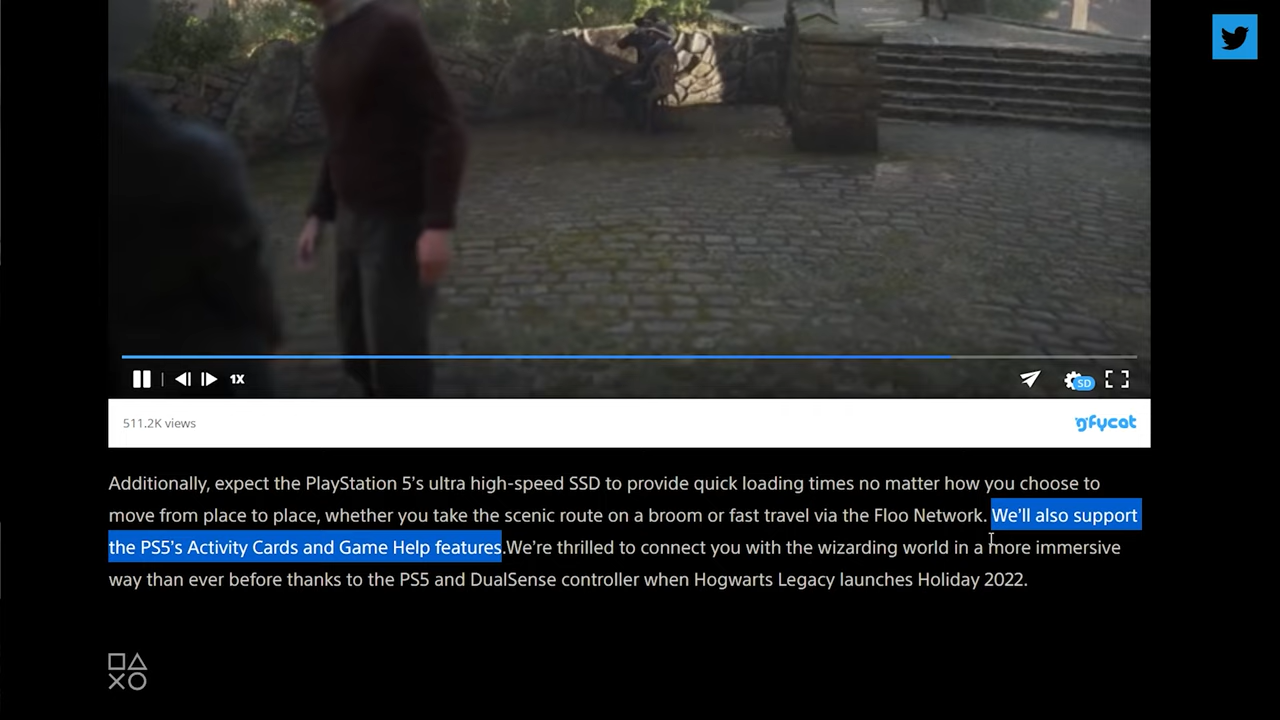 1X
SD
511.2K views
gfycat
Additionally, expect the PlayStation 5’s ultra high-speed SSD to provide quick loading times no matter how you choose to
move from place to place, whether you take the scenic route on a broom or fast travel via the Floo Network. We’ll also support
the PS5’s Activity Cards and Game Help features.We’re thrilled to connect you with the wizarding world in a more immersive
way than ever before thanks to the PS5 and DualSense controller when Hogwarts Legacy launches Holiday 2022.